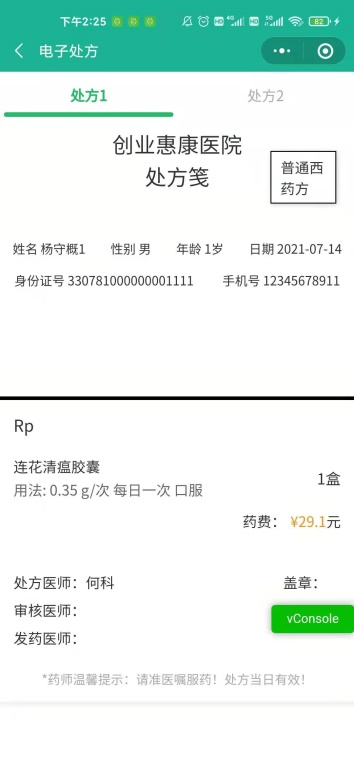 下午2:25 HD 4G HD 5G 82
电子处方
处方1 处方2
创业惠康医院
处方笺
普通西
药方
姓名 杨守概1 性别 男 年龄 1岁 日期 2021-07-14
身份证号 330781000000001111 手机号 12345678911
Rp
连花清瘟胶囊
用法: 0.35 g/次 每日一次 口服
1盒
药费： ¥29.1元
处方医师：何科 盖章：
审核医师：
vConsole
发药医师：
*药师温馨提示：请准医嘱服药！处方当日有效！